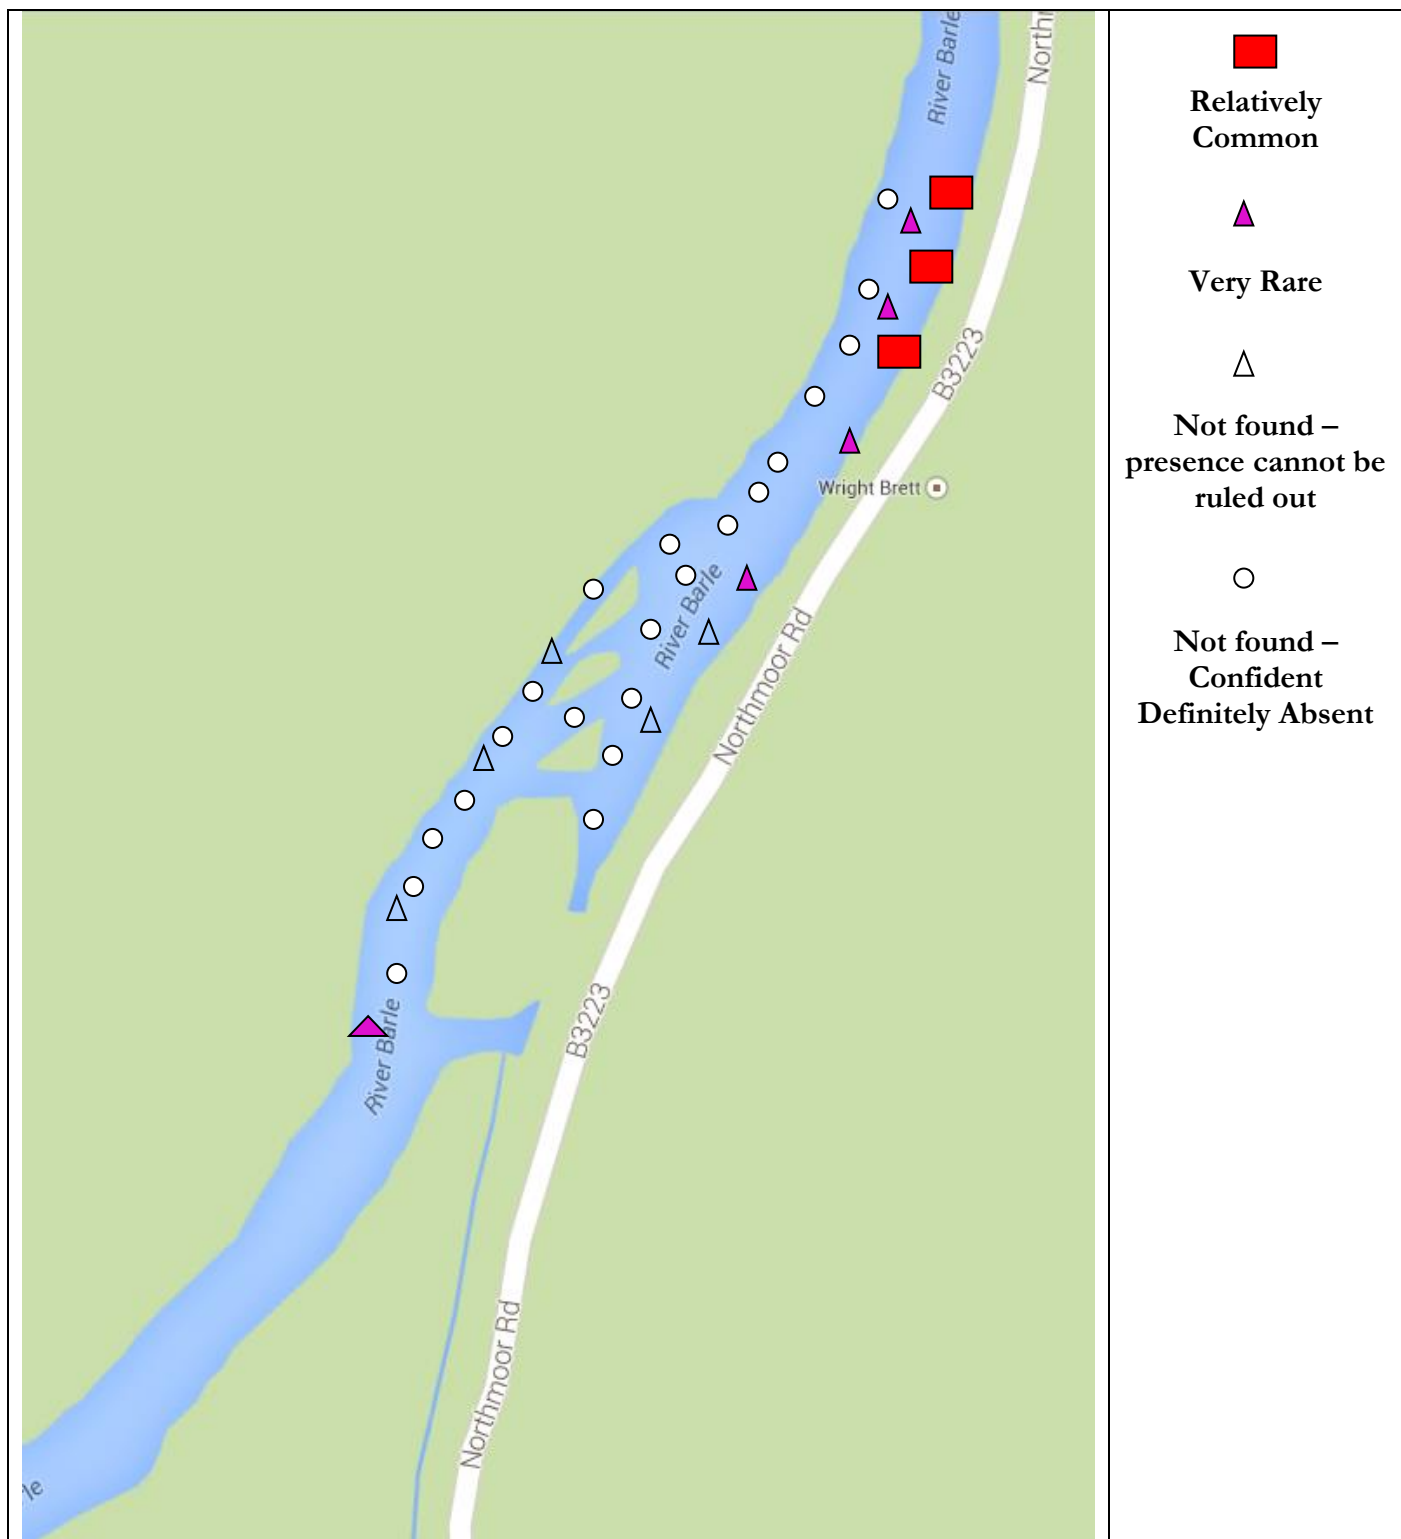 River Barle
North
B3223
Wright Brett
River Barle
Northmoor Rd
B3223
River Barle
Northmoor Rd
Relatively
Common
Very Rare
Not found –
presence cannot be
ruled out
Not found –
Confident
Definitely Absent